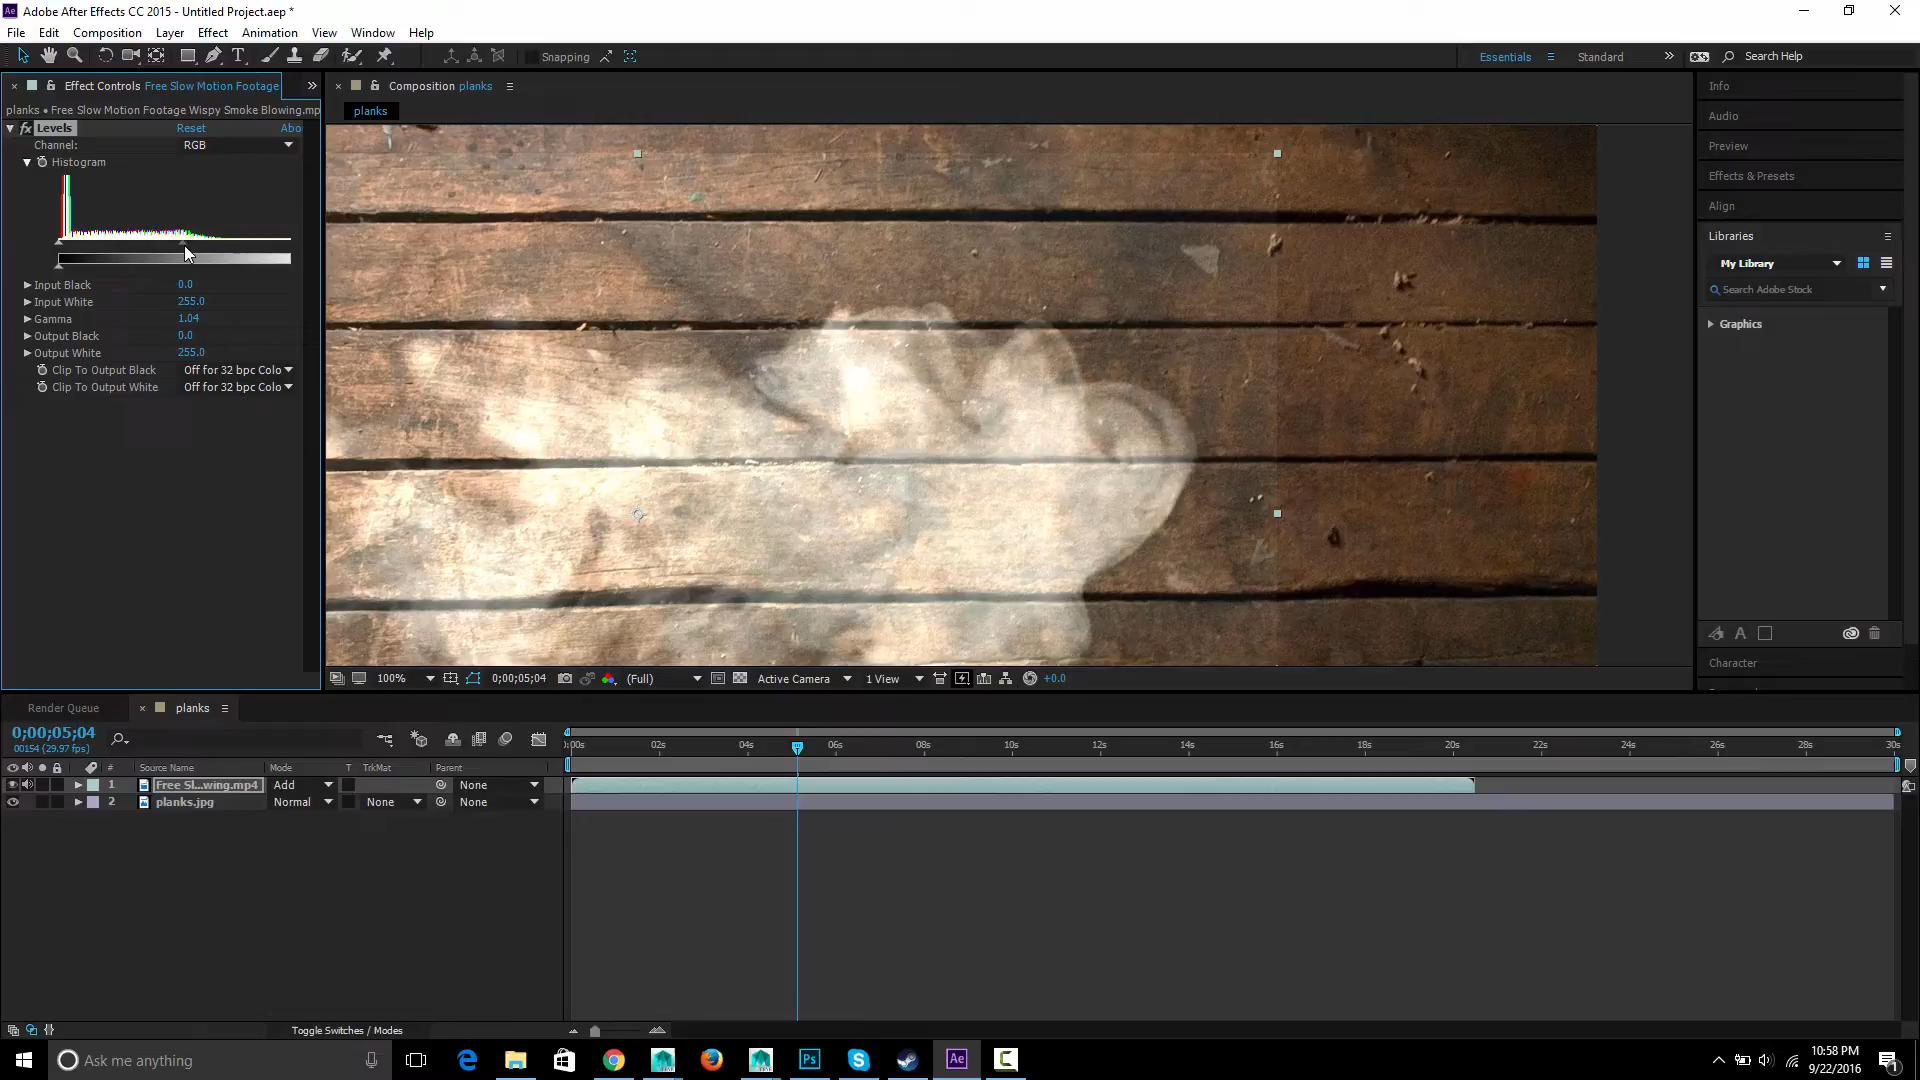 Adobe After Effects CC 2015 - Untitled Project.aep *
File Edit Composition Layer Effect Animation View Window Help
Snapping
Essentials Standard Search Help
Effect Controls Free Slow Motion Footage
Composition planks
Info
planks • Free Slow Motion Footage Wispy Smoke Blowing.mp
planks
fx Levels Reset Abo
Channel: RGB
Histogram
Input Black 0.0
Input White 255.0
Gamma 1.04
Output Black 0.0
Output White 255.0
Clip To Output Black Off for 32 bpc Colo
Clip To Output White Off for 32 bpc Colo
Audio
Preview
Effects & Presets
Align
Libraries
My Library
Search Adobe Stock
Graphics
Character
100% 0;00;05;04 (Full) Active Camera 1 View +0.0
Render Queue planks
0;00;05;04
00154 (29.97 fps)
:00s 02s 04s 06s 08s 10s 12s 14s 16s 18s 20s 22s 24s 26s 28s 30s
# Source Name Mode T TrkMat Parent
1 Free Sl...wing.mp4 Add None
2 planks.jpg Normal None None
Toggle Switches / Modes
Ask me anything
Ps
Ae
10:58 PM
9/22/2016
1